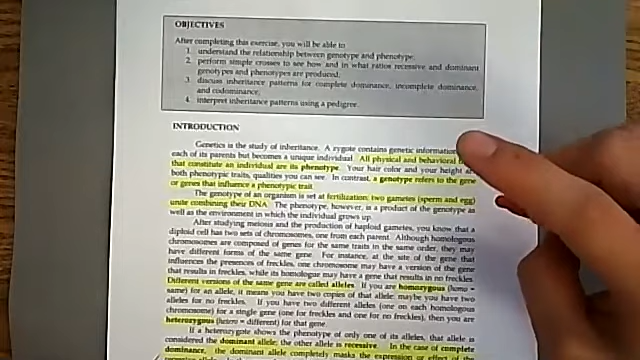 OBJECTIVES
After completing this exercise, you will be able to
1. understand the relationship between genotype and phenotype;
2. perform simple crosses to see how and in what ratios recessive and dominant
genotypes and phenotypes are produced;
3. discuss inheritance patterns for complete dominance, incomplete dominance,
and codominance;
4. interpret inheritance patterns using a pedigree.
INTRODUCTION
Genetics is the study of inheritance. A zygote contains genetic information
each of its parents but becomes a unique individual. All physical and behavioral
that constitute an individual are its phenotype. Your hair color and your height are
both phenotypic traits, qualities you can see. In contrast, a genotype refers to the gene
or genes that influence a phenotypic trait.
The genotype of an organism is set at fertilization; two gametes (sperm and egg)
unite combining their DNA. The phenotype, however, is a product of the genotype as
well as the environment in which the individual grows up.
After studying meiosis and the production of haploid gametes, you know that a
diploid cell has two sets of chromosomes, one from each parent. Although homologous
chromosomes are composed of genes for the same traits in the same order, they may
have different forms of the same gene. For instance, at the site of the gene that
influences the presences of freckles, one chromosome may have a version of the gene
that results in freckles, while its homologue may have a gene that results in no freckles.
Different versions of the same gene are called alleles. If you are homozygous (homo =
same) for an allele, it means you have two copies of that allele: maybe you have two
alleles for no freckles. If you have two different alleles (one on each homologous
chromosome) for a single gene (one for freckles and one for no freckles), then you are
heterozygous (hetero = different) for that gene.
If a heterozygote shows the phenotype of only one of its alleles, that allele is
considered the dominant allele; the other allele is recessive. In the case of complete
dominance, the dominant allele completely masks the expression or effect of the